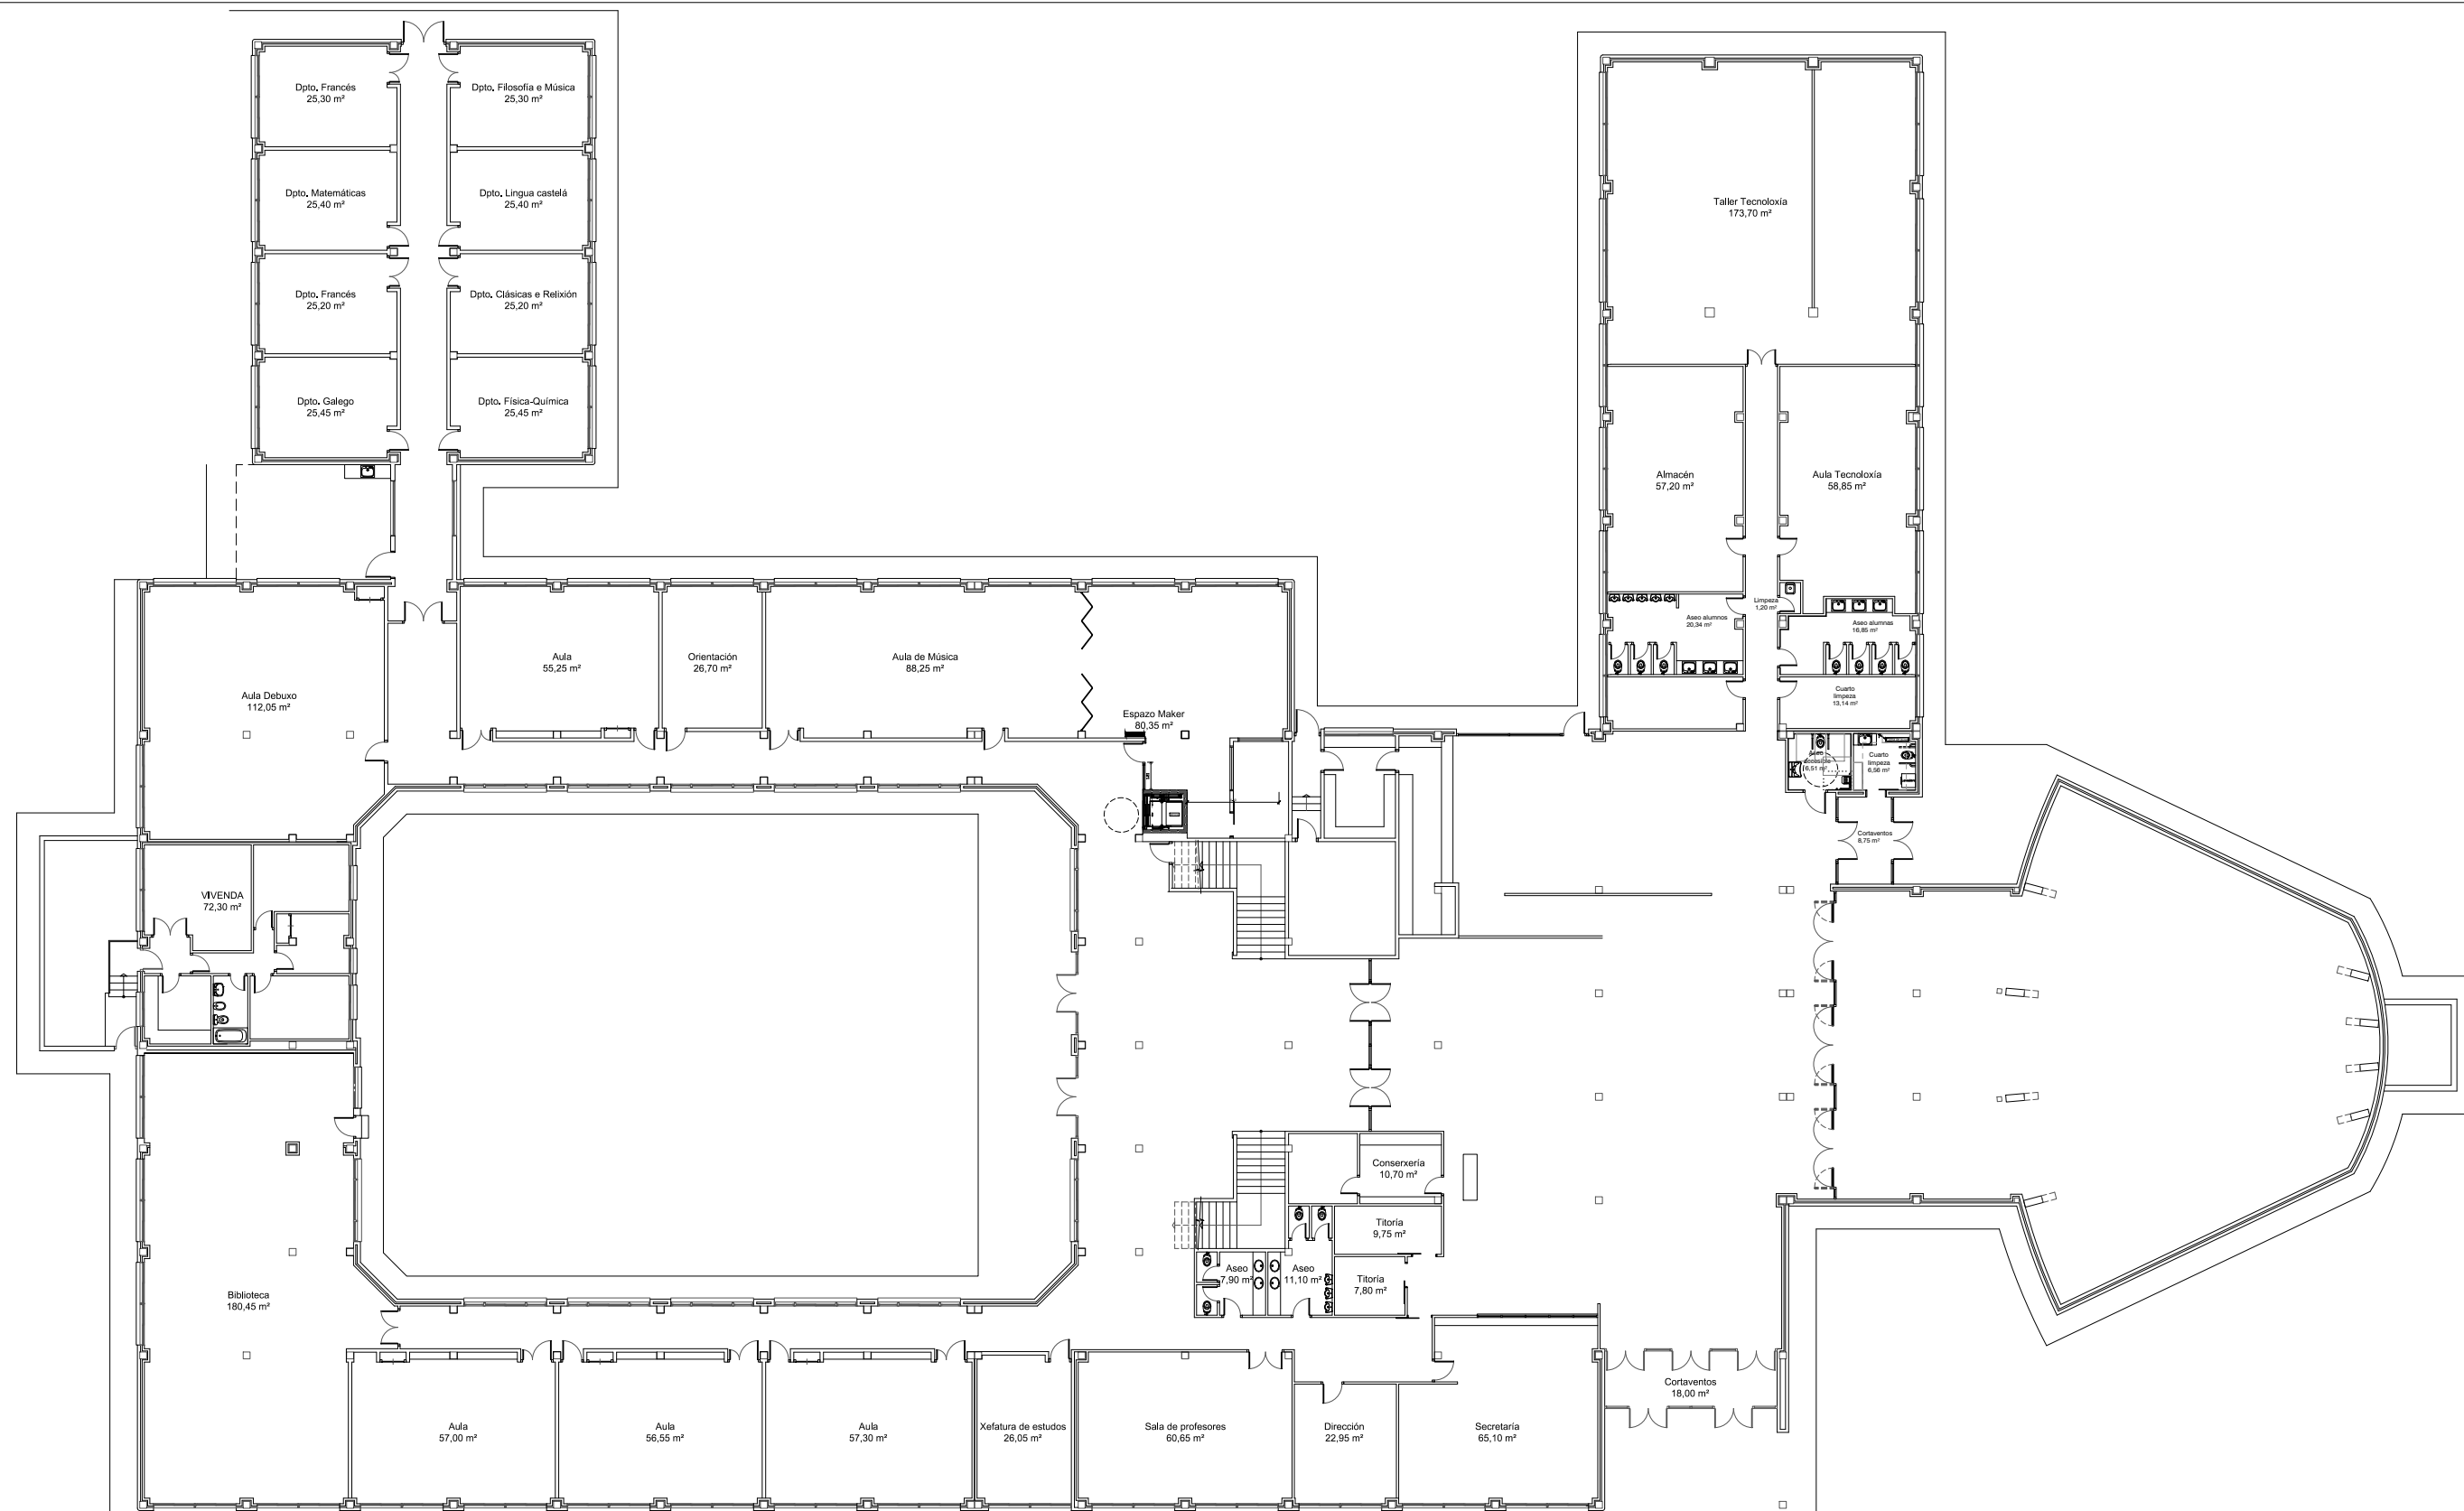 Dpto. Francés
25,30 m²
Dpto. Filosofía e Música
25,30 m²
Dpto. Matemáticas
25,40 m²
Dpto. Lingua castelá
25,40 m²
Dpto. Francés
25,20 m²
Dpto. Clásicas e Relixión
25,20 m²
Dpto. Galego
25,45 m²
Dpto. Física-Química
25,45 m²
Taller Tecnoloxía
173,70 m²
Almacén
57,20 m²
Aula Tecnoloxía
58,85 m²
Limpeza
1,20 m²
Aseo alumnos
20,34 m²
Aseo alumnas
16,85 m²
Cuarto
limpeza
13,14 m²
Aula Debuxo
112,05 m²
Aula
55,25 m²
Orientación
26,70 m²
Aula de Música
88,25 m²
Espazo Maker
80,35 m²
Aseo
accesible
6,51 m²
Cuarto
limpeza
6,56 m²
Cortaventos
8,75 m²
VIVENDA
72,30 m²
Conserxería
10,70 m²
Titoría
9,75 m²
Aseo
7,90 m²
Aseo
11,10 m²
Titoría
7,80 m²
Biblioteca
180,45 m²
Cortaventos
18,00 m²
Aula
57,00 m²
Aula
56,55 m²
Aula
57,30 m²
Xefatura de estudos
26,05 m²
Sala de profesores
60,65 m²
Dirección
22,95 m²
Secretaría
65,10 m²